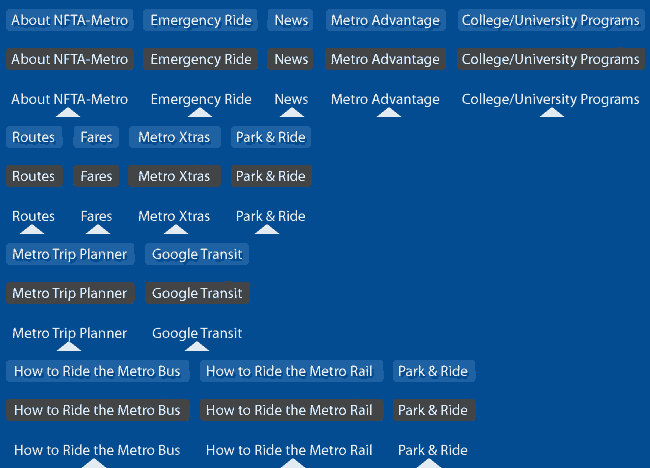 About NFTA-Metro Emergency Ride News Metro Advantage College/University Programs
About NFTA-Metro Emergency Ride News Metro Advantage College/University Programs
About NFTA-Metro Emergency Ride News Metro Advantage College/University Programs
Routes Fares Metro Xtras Park & Ride
Routes Fares Metro Xtras Park & Ride
Routes Fares Metro Xtras Park & Ride
Metro Trip Planner Google Transit
Metro Trip Planner Google Transit
Metro Trip Planner Google Transit
How to Ride the Metro Bus How to Ride the Metro Rail Park & Ride
How to Ride the Metro Bus How to Ride the Metro Rail Park & Ride
How to Ride the Metro Bus How to Ride the Metro Rail Park & Ride